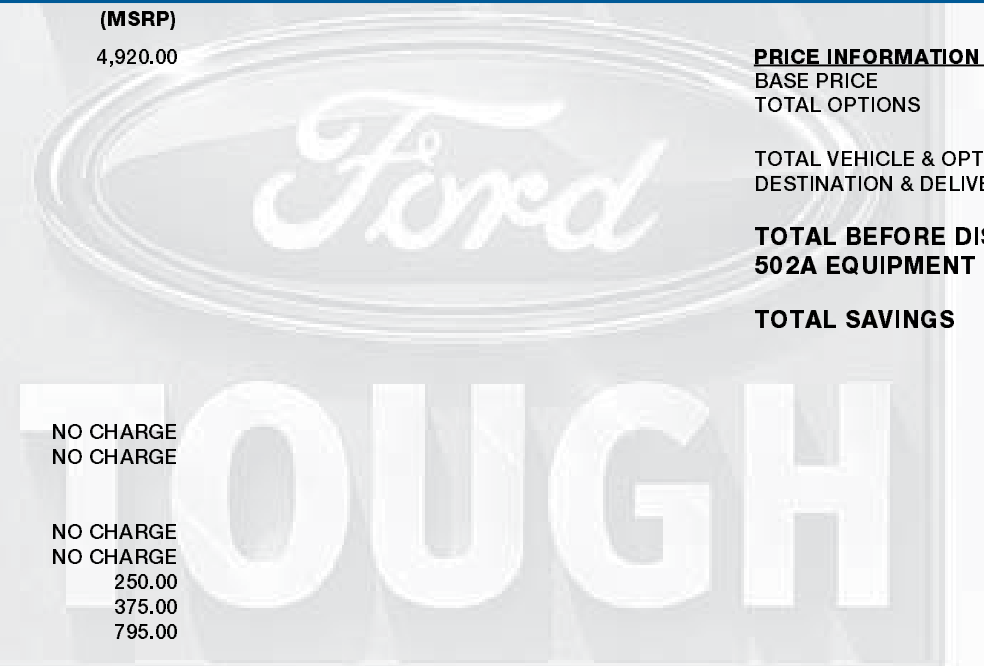 (MSRP)
4,920.00
PRICE INFORMATION
BASE PRICE
TOTAL OPTIONS
TOTAL VEHICLE & OPT
DESTINATION & DELIVE
TOTAL BEFORE DIS
502A EQUIPMENT
TOTAL SAVINGS
Ford
TOUGH
NO CHARGE
NO CHARGE
NO CHARGE
NO CHARGE
250.00
375.00
795.00